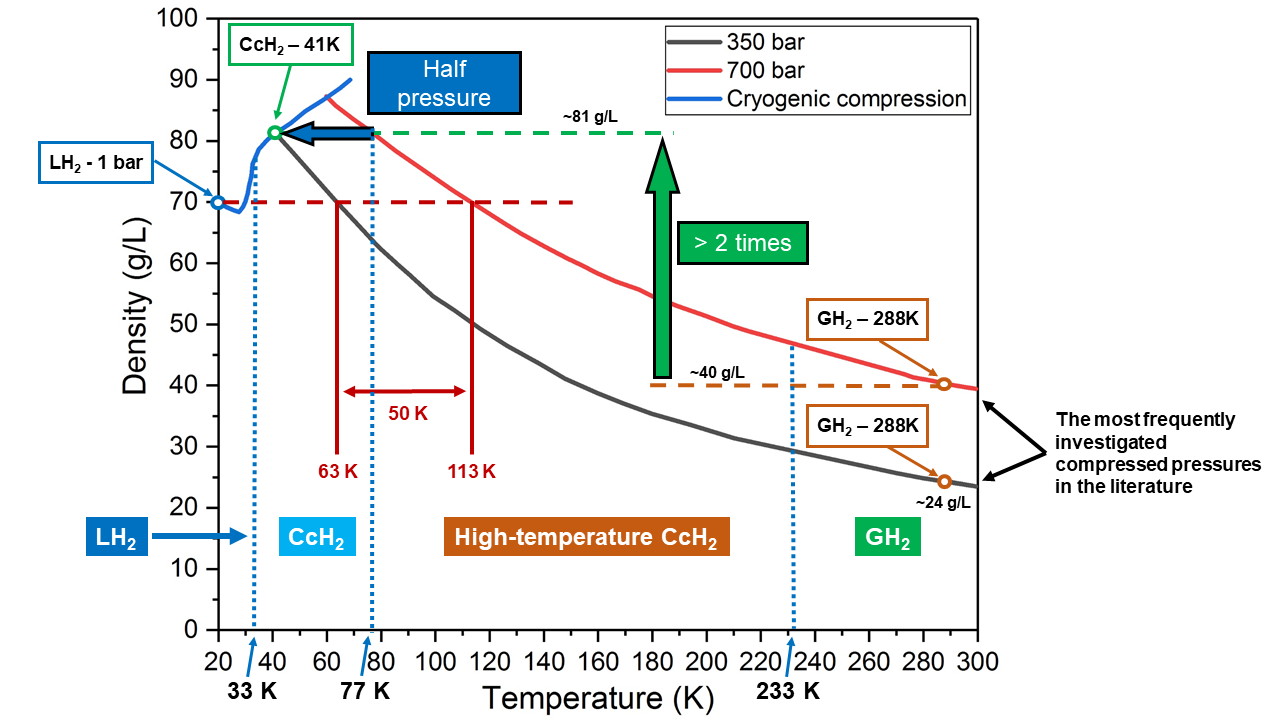 100
90
80
70
60
50
40
30
20
10
0
Density (g/L)
CcH₂ – 41K
LH₂ - 1 bar
Half
pressure
350 bar
700 bar
Cryogenic compression
~81 g/L
> 2 times
~40 g/L
GH₂ – 288K
GH₂ – 288K
~24 g/L
50 K
63 K
113 K
The most frequently
investigated
compressed pressures
in the literature
LH₂
CcH₂
High-temperature CcH₂
GH₂
20 40 60 80 100 120 140 160 180 200 220 240 260 280 300
33 K
77 K
233 K
Temperature (K)